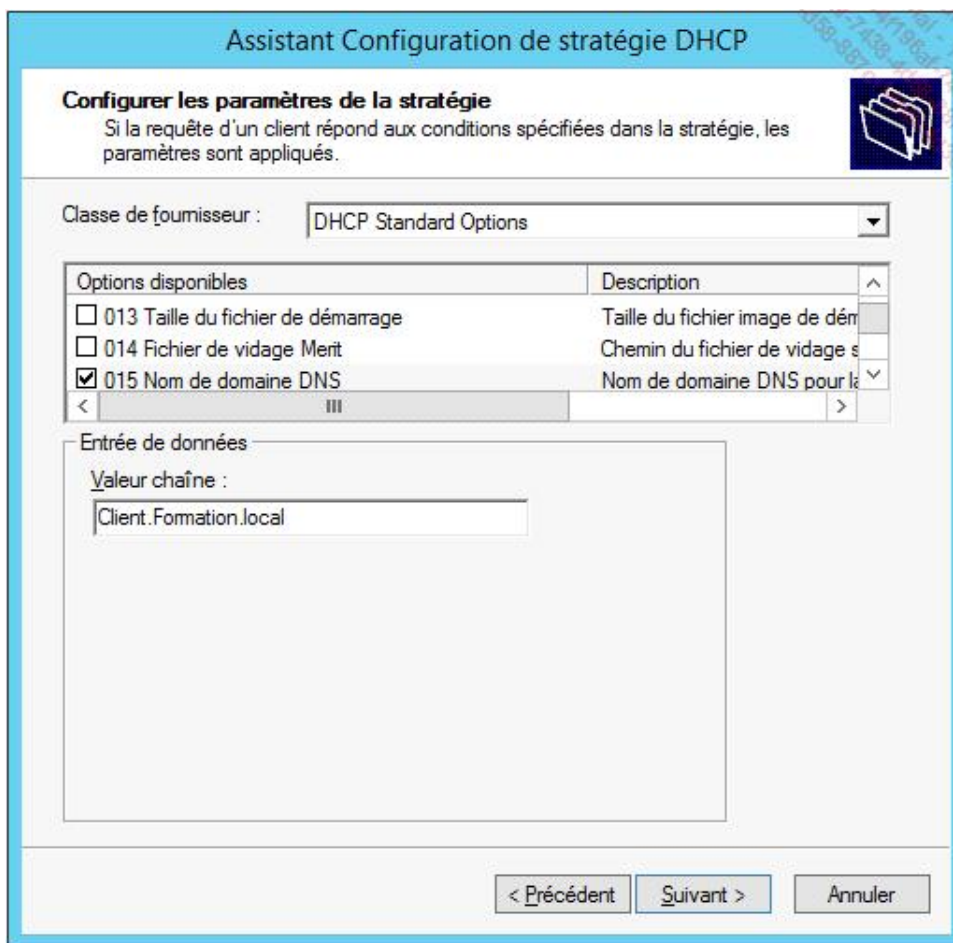 Assistant Configuration de stratégie DHCP
Configurer les paramètres de la stratégie
Si la requête d'un client répond aux conditions spécifiées dans la stratégie, les
paramètres sont appliqués.
Classe de fournisseur :
DHCP Standard Options
Options disponibles Description
013 Taille du fichier de démarrage Taille du fichier image de dém
014 Fichier de vidage Merit Chemin du fichier de vidage s
015 Nom de domaine DNS Nom de domaine DNS pour la
Entrée de données
Valeur chaîne :
Client.Formation.local
< Précédent Suivant > Annuler